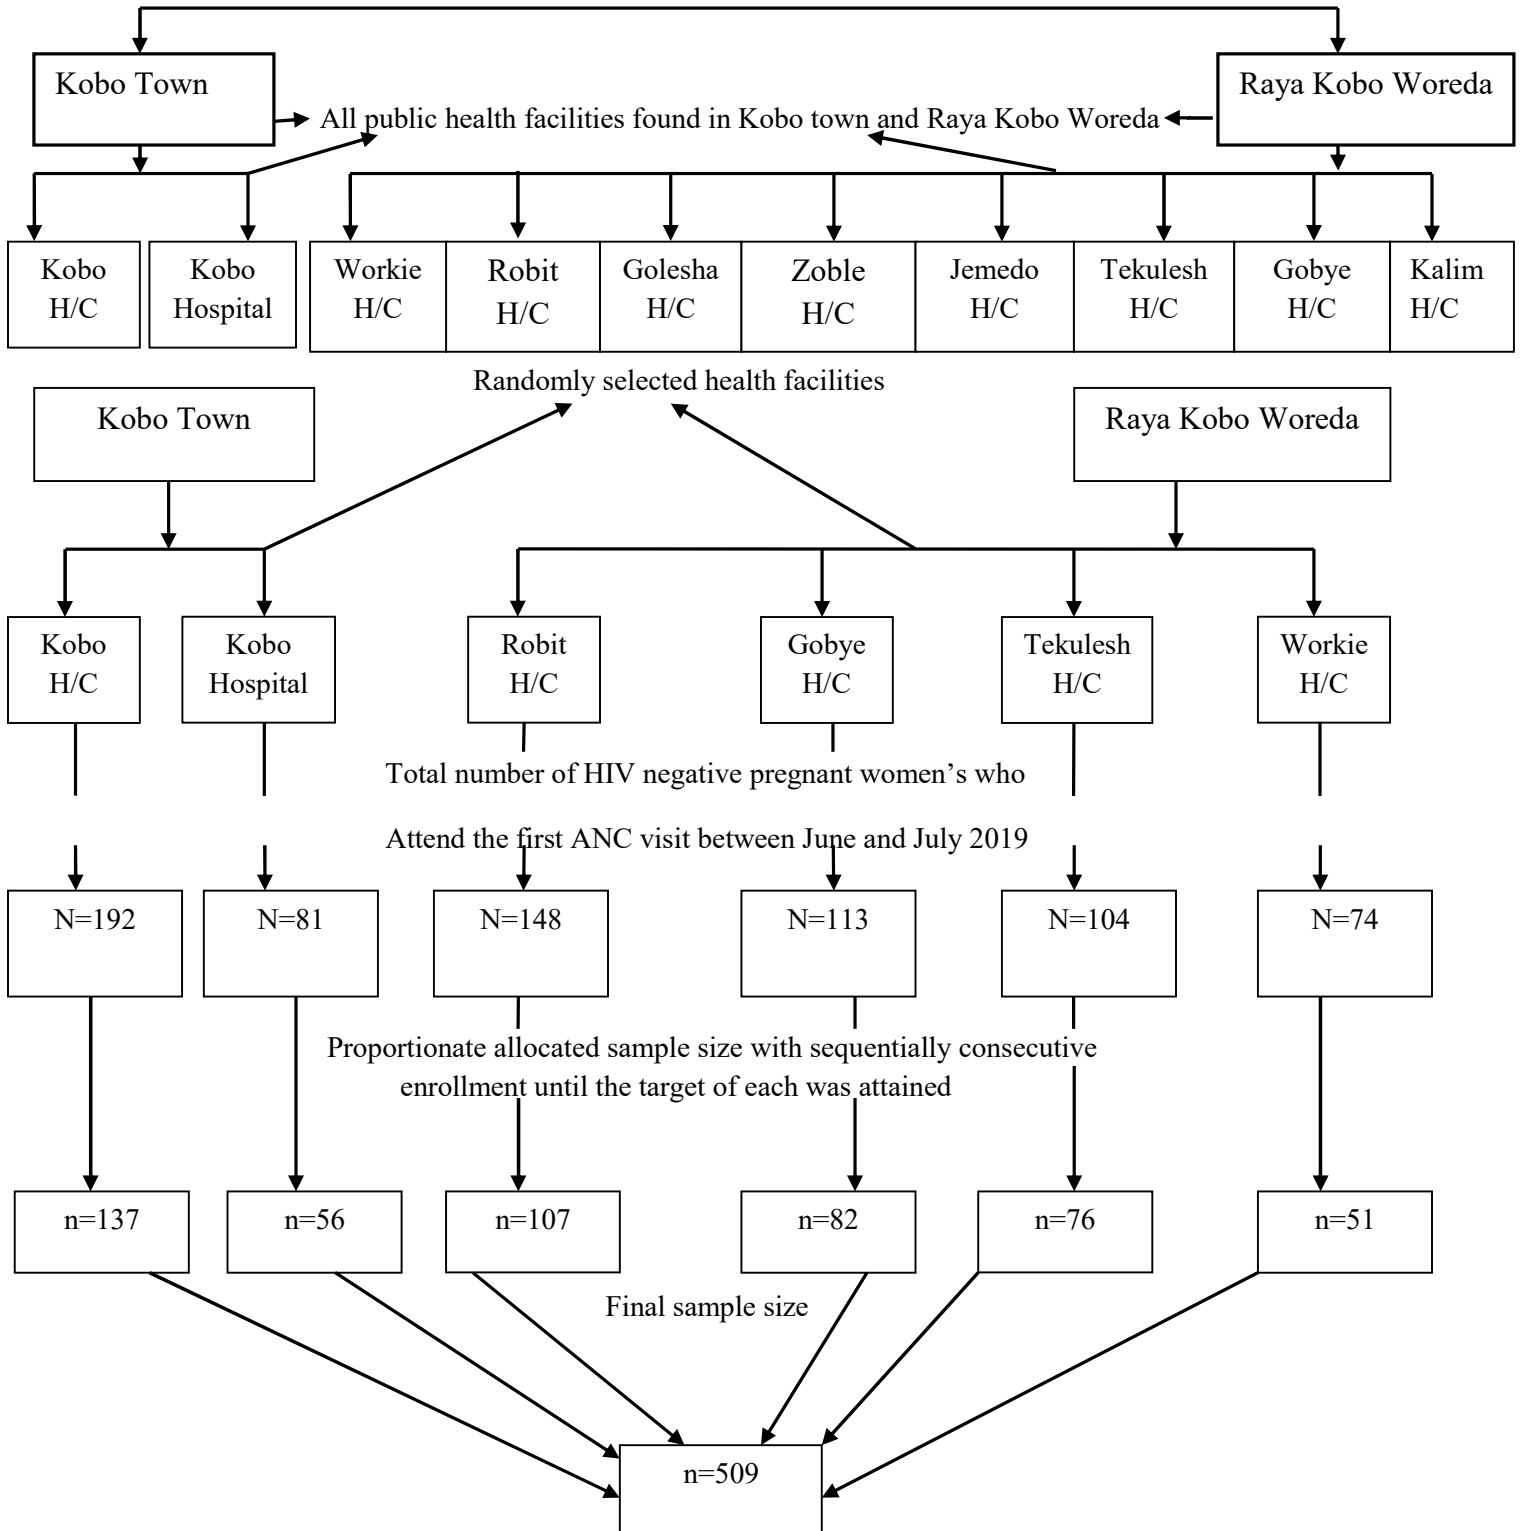 Kobo Town
Raya Kobo Woreda
All public health facilities found in Kobo town and Raya Kobo Woreda
Kobo
H/C
Kobo
Hospital
Workie
H/C
Robit
H/C
Golesha
H/C
Zoble
H/C
Jemedo
H/C
Tekulesh
H/C
Gobye
H/C
Kalim
H/C
Randomly selected health facilities
Kobo Town
Raya Kobo Woreda
Kobo
H/C
Kobo
Hospital
Robit
H/C
Gobye
H/C
Tekulesh
H/C
Workie
H/C
Total number of HIV negative pregnant women’s who
Attend the first ANC visit between June and July 2019
N=192
N=81
N=148
N=113
N=104
N=74
Proportionate allocated sample size with sequentially consecutive
enrollment until the target of each was attained
n=137
n=56
n=107
n=82
n=76
n=51
Final sample size
n=509